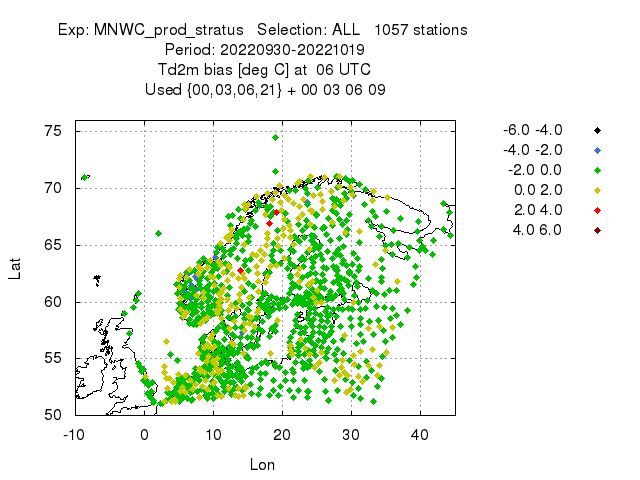 Exp: MNWC_prod_stratus   Selection: ALL   1057 stations
Period: 20220930-20221019
Td2m bias [deg C] at  06 UTC
Used {00,03,06,21} + 00 03 06 09
-6.0 -4.0
-4.0 -2.0
-2.0 0.0
0.0 2.0
2.0 4.0
4.0 6.0
75
70
65
60
55
50
Lat
-10 0 10 20 30 40
Lon